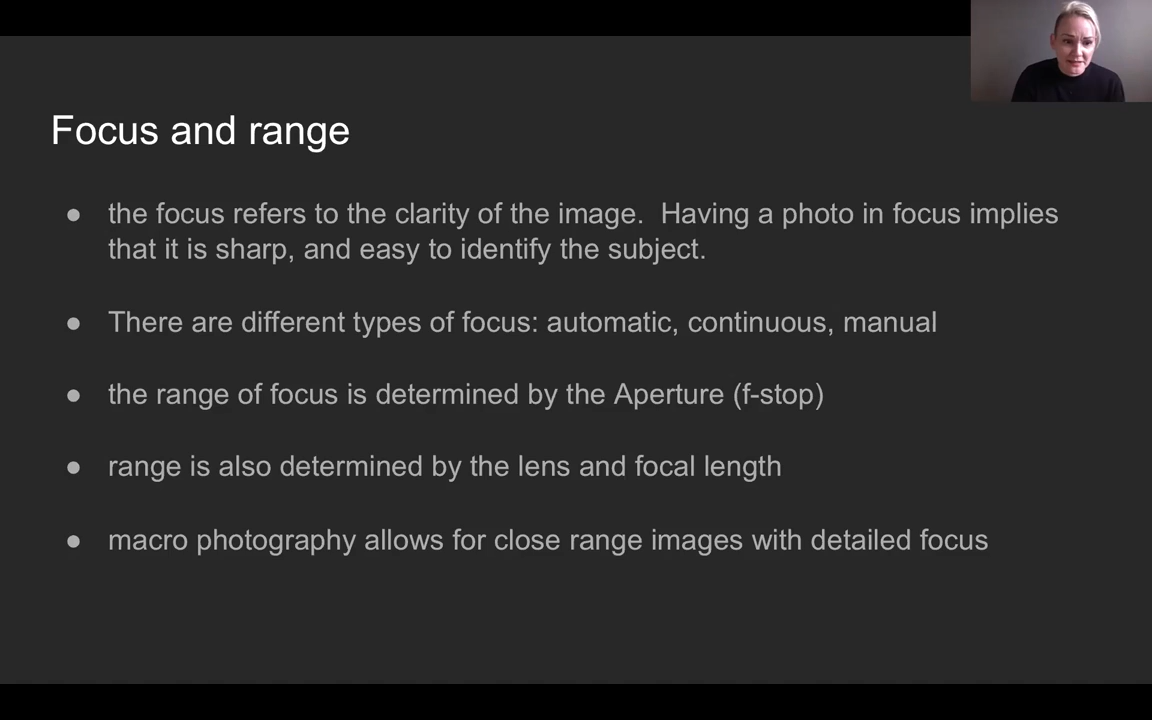 Focus and range
● the focus refers to the clarity of the image.  Having a photo in focus implies
that it is sharp, and easy to identify the subject.
● There are different types of focus: automatic, continuous, manual
● the range of focus is determined by the Aperture (f-stop)
● range is also determined by the lens and focal length
● macro photography allows for close range images with detailed focus